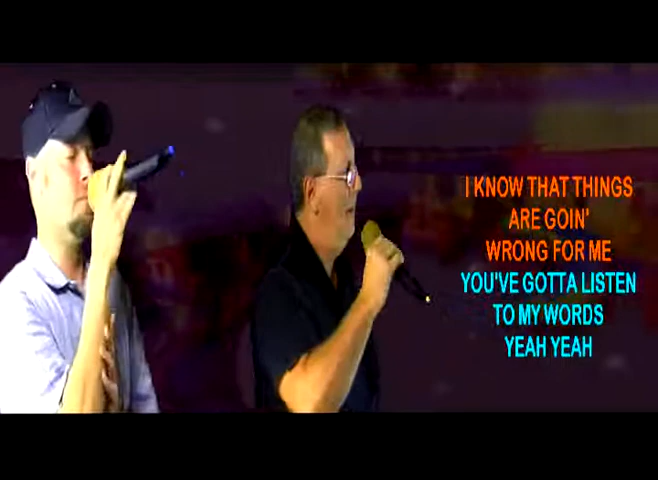 I KNOW THAT THINGS
ARE GOIN'
WRONG FOR ME
YOU'VE GOTTA LISTEN
TO MY WORDS
YEAH YEAH